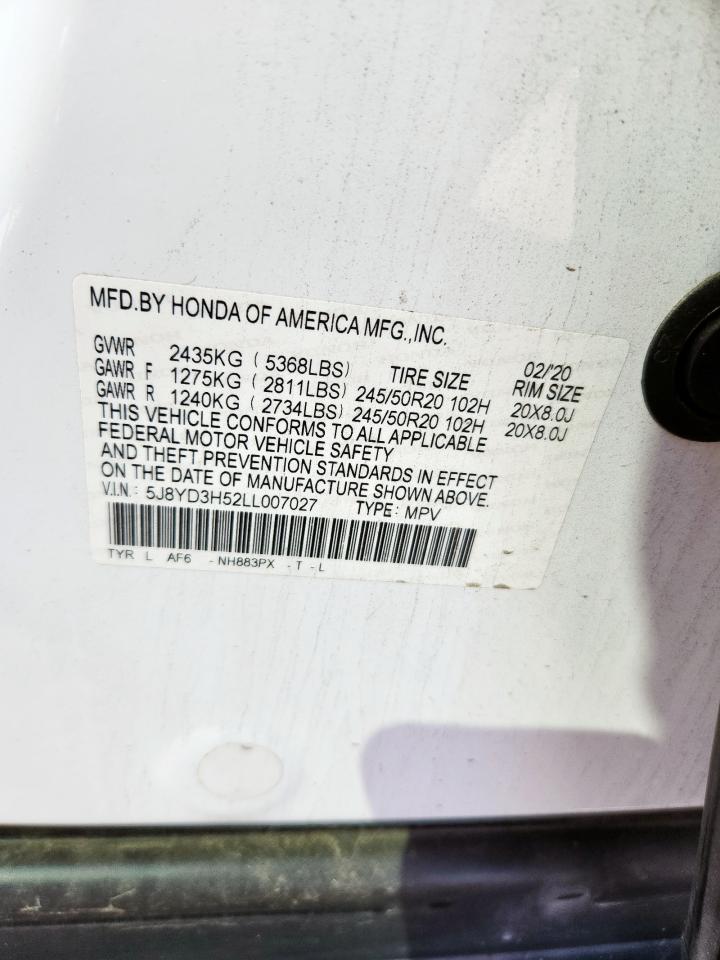 MFD.BY HONDA OF AMERICA MFG.,INC.
02/'20
GVWR 2435KG ( 5368LBS) TIRE SIZE RIM SIZE
GAWR F 1275KG ( 2811LBS) 245/50R20 102H 20X8.0J
GAWR R 1240KG ( 2734LBS) 245/50R20 102H 20X8.0J
THIS VEHICLE CONFORMS TO ALL APPLICABLE
FEDERAL MOTOR VEHICLE SAFETY
AND THEFT PREVENTION STANDARDS IN EFFECT
ON THE DATE OF MANUFACTURE SHOWN ABOVE.
V.I.N.: 5J8YD3H52LL007027 TYPE: MPV
TYR L AF6 - NH883PX - T - L